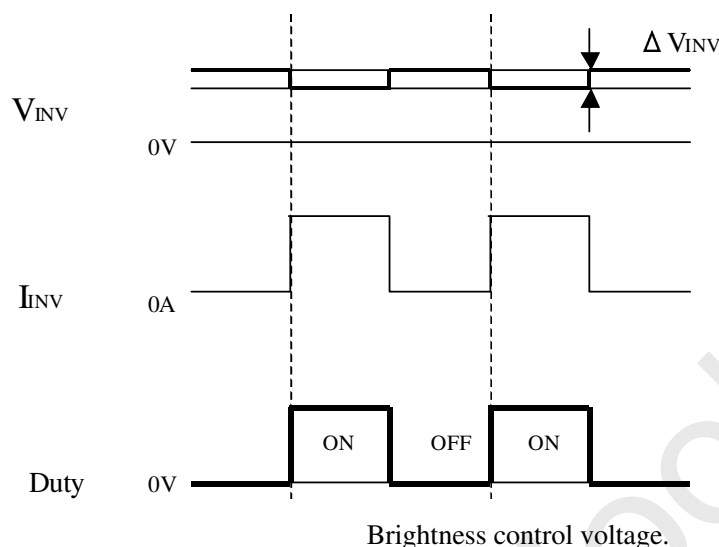 Δ VINV
VINV
0V
IINV
0A
ON OFF ON
Duty
0V
Brightness control voltage.